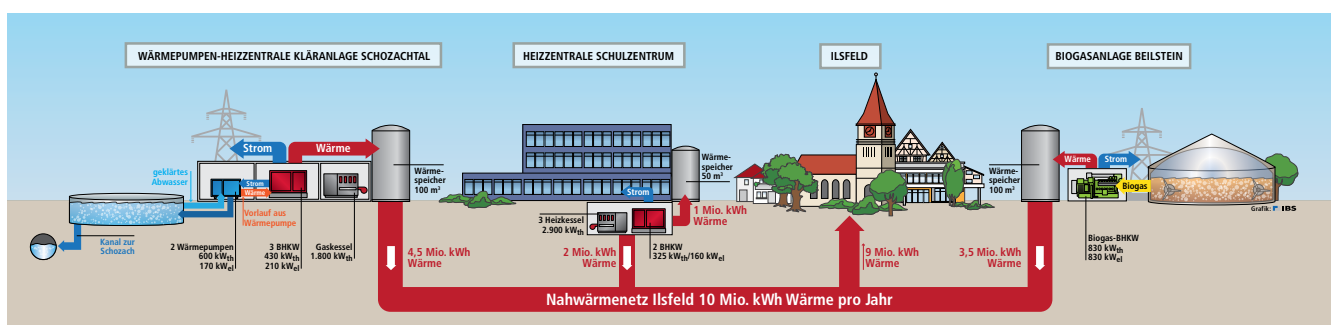 WÄRMEPUMPEN-HEIZZENTRALE KLÄRANLAGE SCHOZACHTAL
HEIZZENTRALE SCHULZENTRUM
ILSFELD
BIOGASANLAGE BEILSTEIN
Strom
Wärme
geklärtes
Abwasser
Strom
Wärme
Vorlauf aus
Wärmepumpe
Kanal zur
Schozach
2 Wärmepumpen
600 kWth
170 kWel
3 BHKW
430 kWth
210 kWel
Gaskessel
1.800 kWth
Wärme-
speicher
100 m³
4,5 Mio. kWh
Wärme
Strom
3 Heizkessel
2.900 kWth
2 BHKW
325 kWth/160 kWel
Wärme-
speicher
50 m³
1 Mio. kWh
Wärme
2 Mio. kWh
Wärme
9 Mio. kWh
Wärme
Wärme-
speicher
100 m³
Wärme
Strom
Biogas
Grafik: IBS
Biogas-BHKW
830 kWth
830 kWel
3,5 Mio. kWh
Wärme
Nahwärmenetz Ilsfeld 10 Mio. kWh Wärme pro Jahr